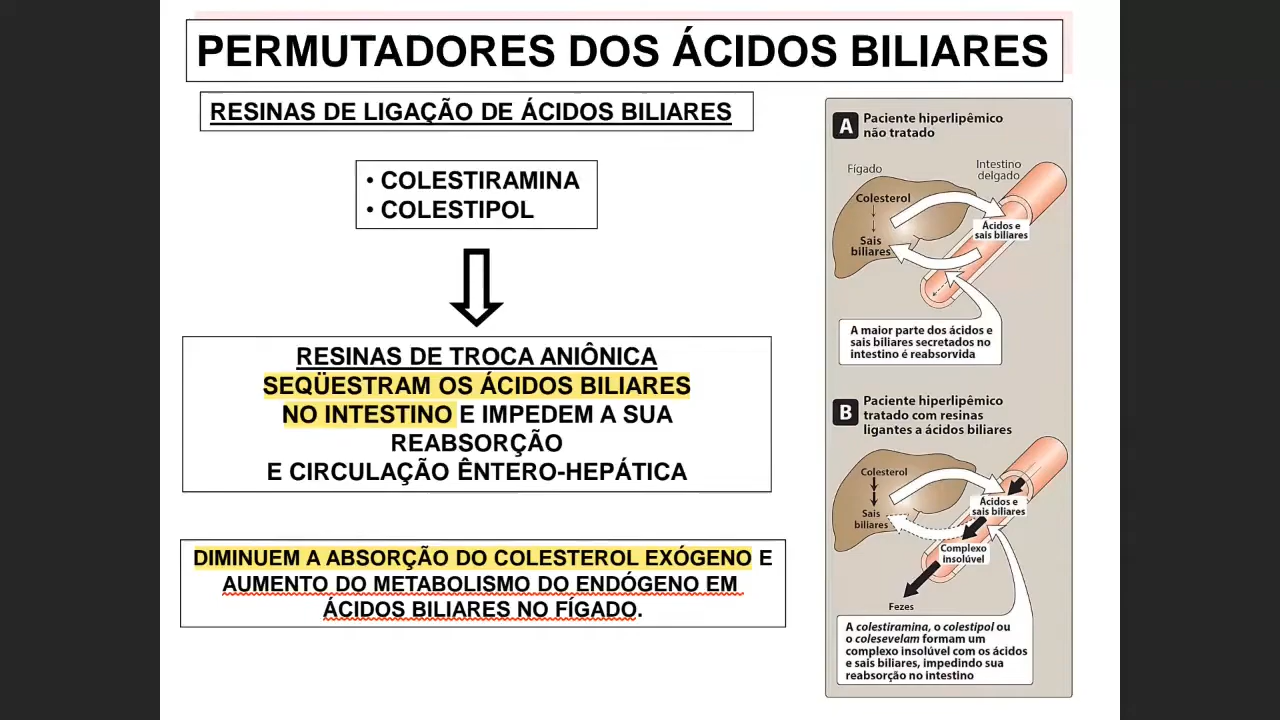 PERMUTADORES DOS ÁCIDOS BILIARES
RESINAS DE LIGAÇÃO DE ÁCIDOS BILIARES
• COLESTIRAMINA
• COLESTIPOL
RESINAS DE TROCA ANIÔNICA
SEQÜESTRAM OS ÁCIDOS BILIARES
NO INTESTINO E IMPEDEM A SUA
REABSORÇÃO
E CIRCULAÇÃO ÊNTERO-HEPÁTICA
DIMINUEM A ABSORÇÃO DO COLESTEROL EXÓGENO E
AUMENTO DO METABOLISMO DO ENDÓGENO EM
ÁCIDOS BILIARES NO FÍGADO.
A
Paciente hiperlipêmico
não tratado
Fígado
Intestino
delgado
Colesterol
Sais
biliares
Ácidos e
sais biliares
A maior parte dos ácidos e
sais biliares secretados no
intestino é reabsorvida
B
Paciente hiperlipêmico
tratado com resinas
ligantes a ácidos biliares
Colesterol
Sais
biliares
Ácidos e
sais biliares
Complexo
insolúvel
Fezes
A colestiramina, o colestipol ou
o colesevelam formam um
complexo insolúvel com os ácidos
e sais biliares, impedindo sua
reabsorção no intestino